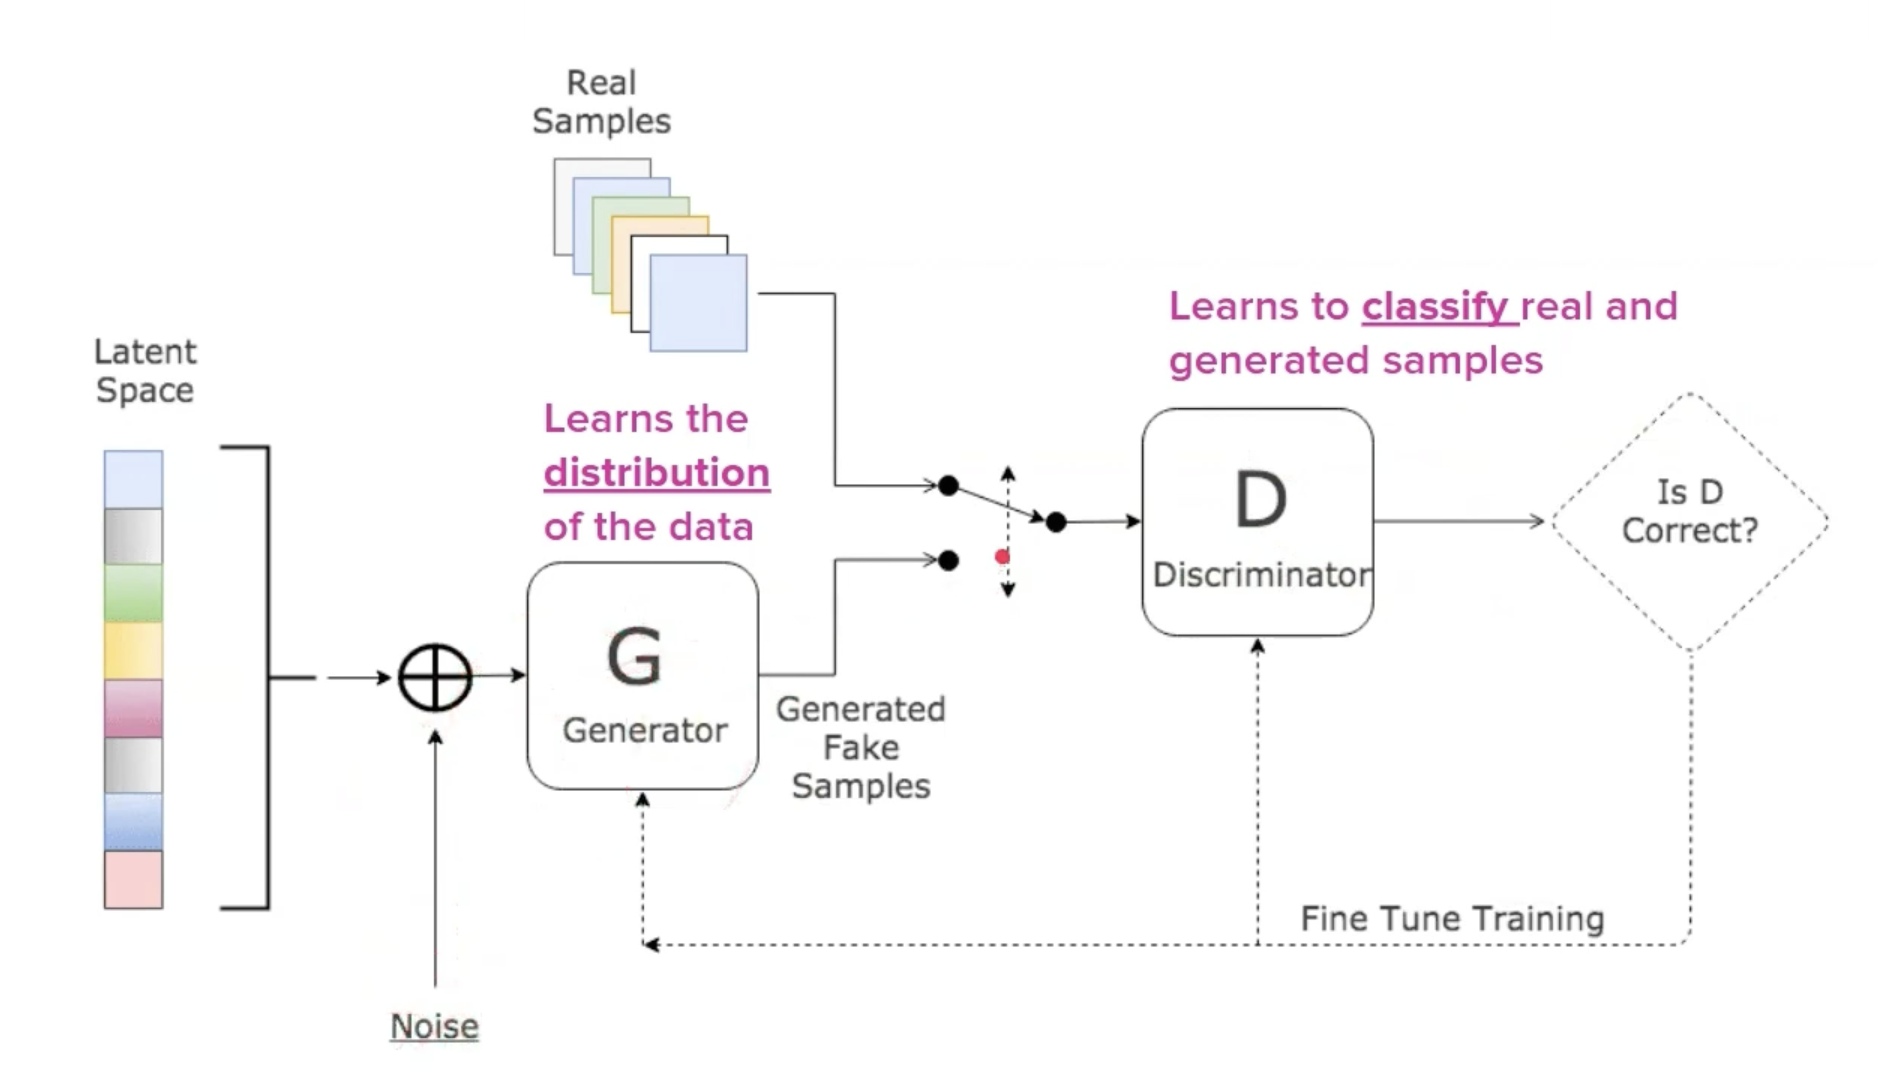 Real
Samples
Learns to classify real and
generated samples
Latent
Space
Learns the
distribution
of the data
D
Discriminator
Is D
Correct?
G
Generator
Generated
Fake
Samples
Fine Tune Training
Noise